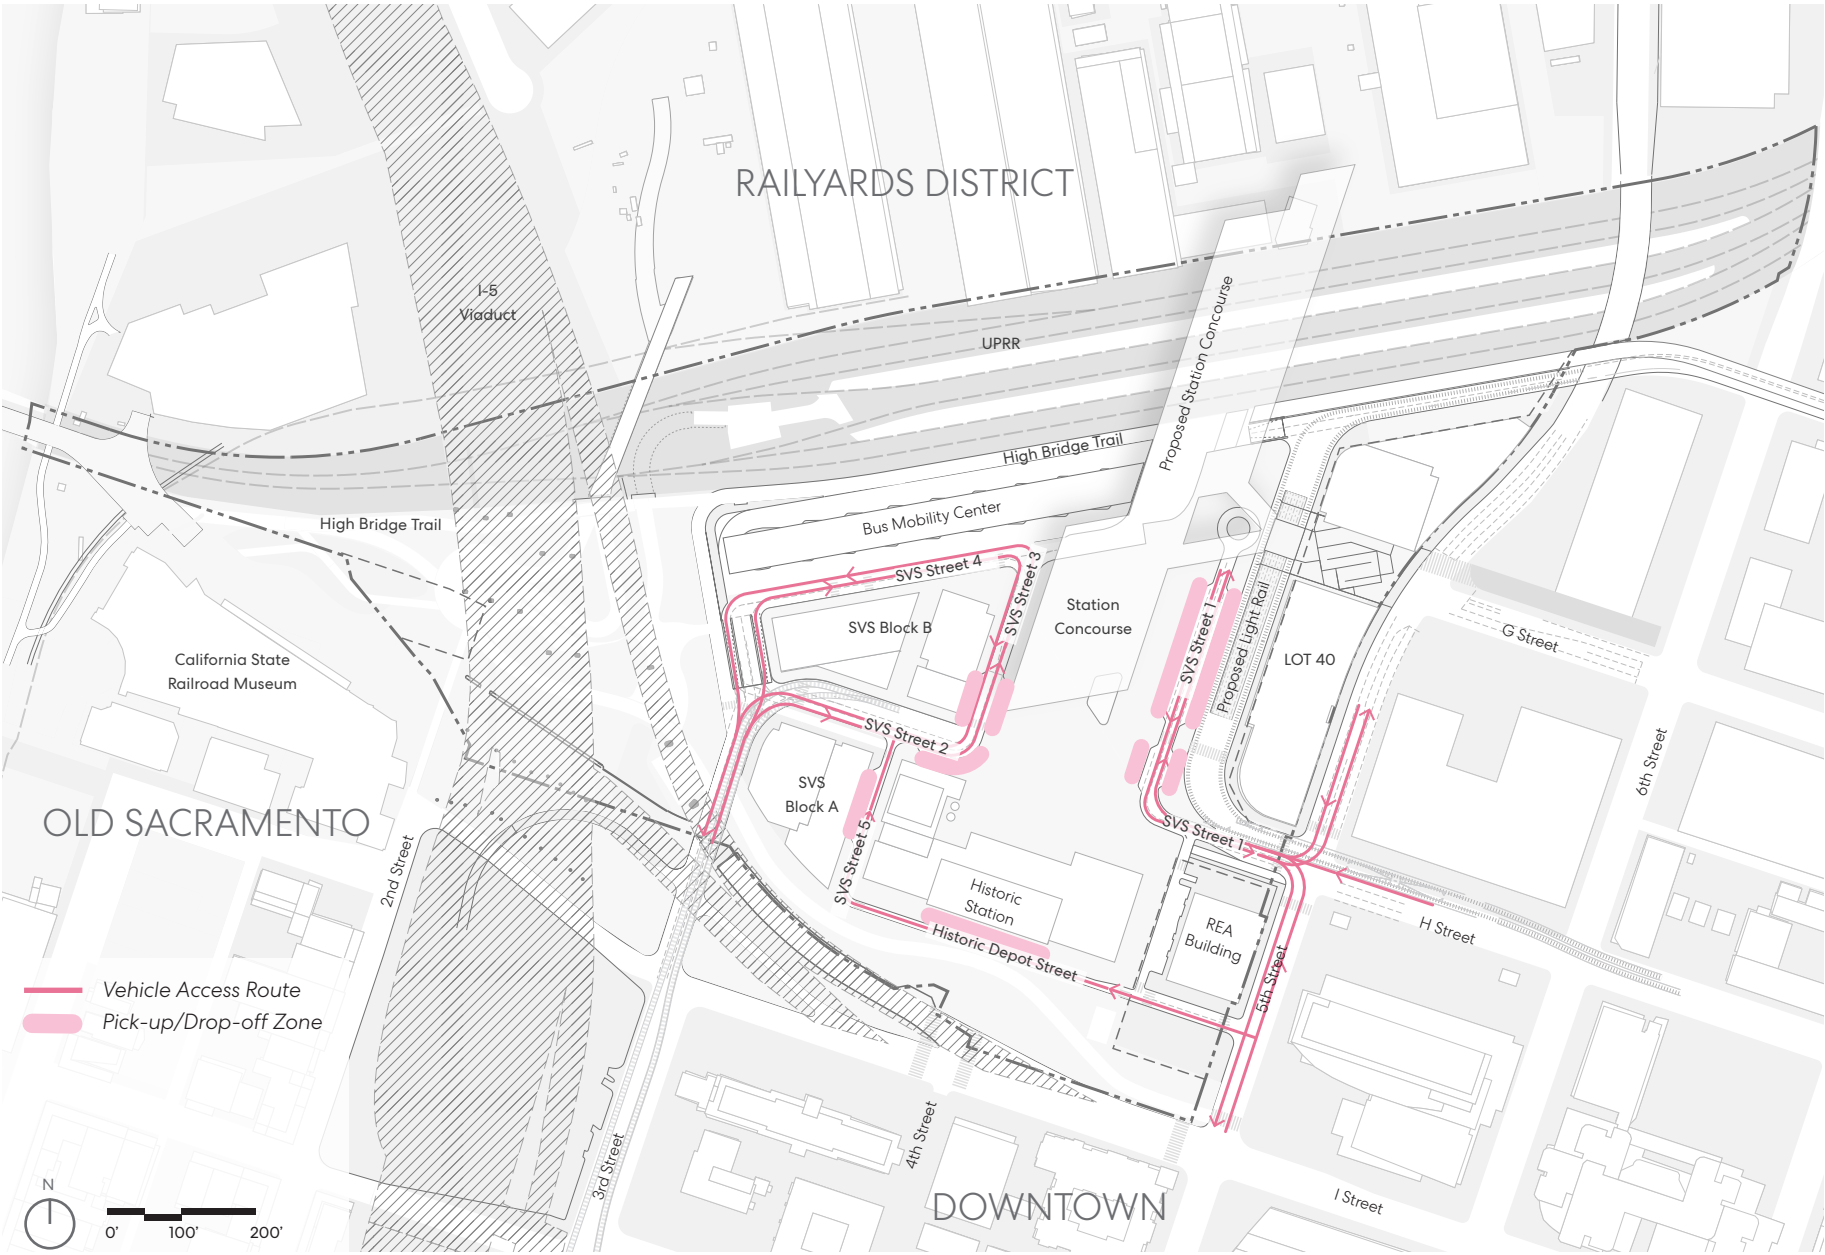 RAILYARDS DISTRICT
I-5
Viaduct
UPRR
Proposed Station Concourse
High Bridge Trail
High Bridge Trail
Bus Mobility Center
SVS Street 4
SVS Street 3
Station
Concourse
SVS Street 1
Proposed Light Rail
LOT 40
G Street
SVS Block B
California State
Railroad Museum
SVS Street 2
6th Street
SVS
Block A
OLD SACRAMENTO
SVS Street 5
SVS Street 1
2nd Street
Historic
Station
REA
Building
H Street
Historic Depot Street
5th Street
Vehicle Access Route
Pick-up/Drop-off Zone
3rd Street
4th Street
I Street
DOWNTOWN
N
0'
100'
200'